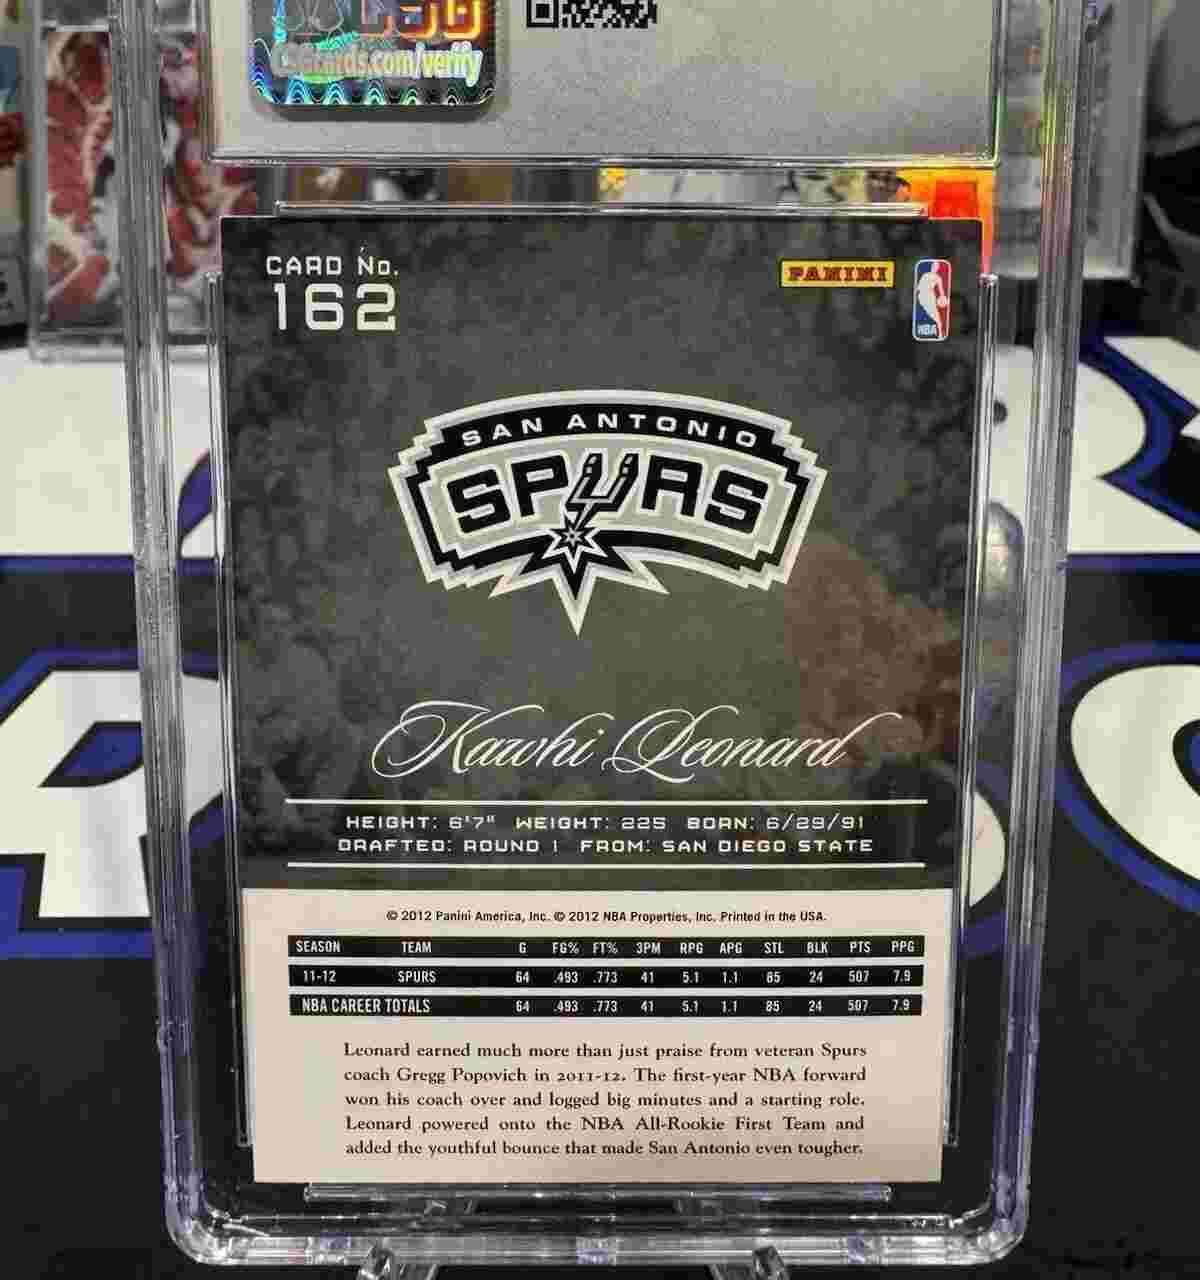 CSGcards.com/verify
CARD No.
162
PANINI
NBA
SAN ANTONIO
SPURS
Kawhi Leonard
HEIGHT: 6'7" WEIGHT: 225 BORN: 6/29/91
DRAFTED: ROUND 1 FROM: SAN DIEGO STATE
© 2012 Panini America, Inc. © 2012 NBA Properties, Inc. Printed in the USA.
SEASON TEAM G FG% FT% 3PM RPG APG STL BLK PTS PPG
11-12 SPURS 64 .493 .773 41 5.1 1.1 85 24 507 7.9
NBA CAREER TOTALS 64 .493 .773 41 5.1 1.1 85 24 507 7.9
Leonard earned much more than just praise from veteran Spurs
coach Gregg Popovich in 2011-12. The first-year NBA forward
won his coach over and logged big minutes and a starting role.
Leonard powered onto the NBA All-Rookie First Team and
added the youthful bounce that made San Antonio even tougher.